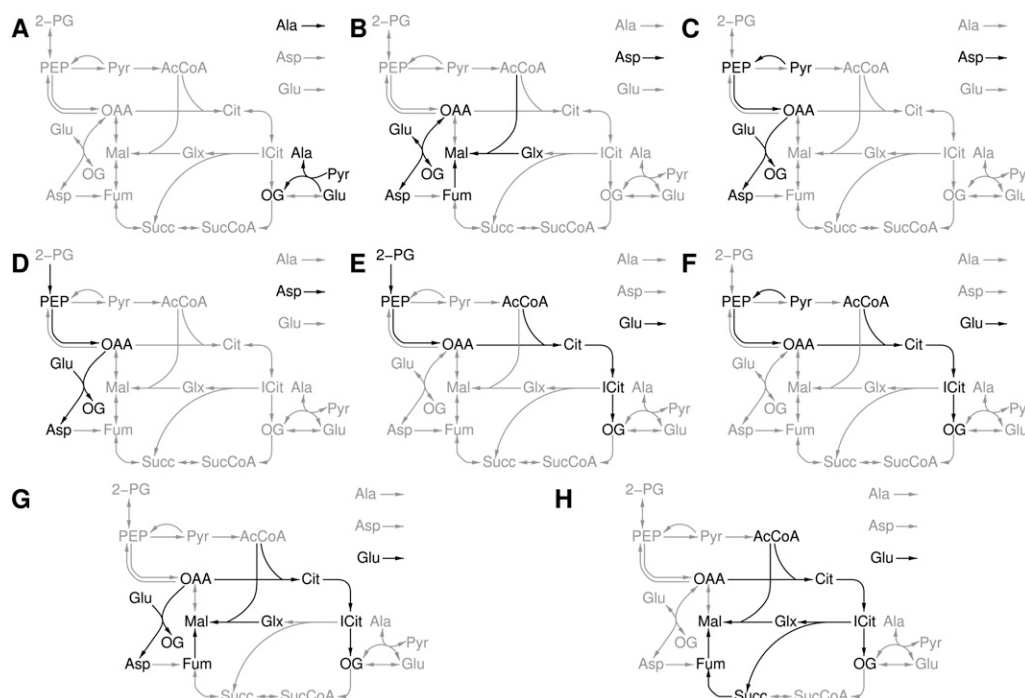 A
2-PG
Ala
PEP Pyr AcCoA
Asp
Glu
OAA Cit
Glu
Mal Glx ICit Ala
OG Pyr
Asp Fum OG Glu
Succ SucCoA
B
2-PG
Ala
PEP Pyr AcCoA
Asp
Glu
OAA Cit
Glu
Mal Glx ICit Ala
OG Pyr
Asp Fum OG Glu
Succ SucCoA
C
2-PG
Ala
PEP Pyr AcCoA
Asp
Glu
OAA Cit
Glu
Mal Glx ICit Ala
OG Pyr
Asp Fum OG Glu
Succ SucCoA
D
2-PG
Ala
PEP Pyr AcCoA
Asp
Glu
OAA Cit
Glu
Mal Glx ICit Ala
OG Pyr
Asp Fum OG Glu
Succ SucCoA
E
2-PG
Ala
PEP Pyr AcCoA
Asp
Glu
OAA Cit
Glu
Mal Glx ICit Ala
OG Pyr
Asp Fum OG Glu
Succ SucCoA
F
2-PG
Ala
PEP Pyr AcCoA
Asp
Glu
OAA Cit
Glu
Mal Glx ICit Ala
OG Pyr
Asp Fum OG Glu
Succ SucCoA
G
2-PG
Ala
PEP Pyr AcCoA
Asp
Glu
OAA Cit
Glu
Mal Glx ICit Ala
OG Pyr
Asp Fum OG Glu
Succ SucCoA
H
2-PG
Ala
PEP Pyr AcCoA
Asp
Glu
OAA Cit
Glu
Mal Glx ICit Ala
OG Pyr
Asp Fum OG Glu
Succ SucCoA